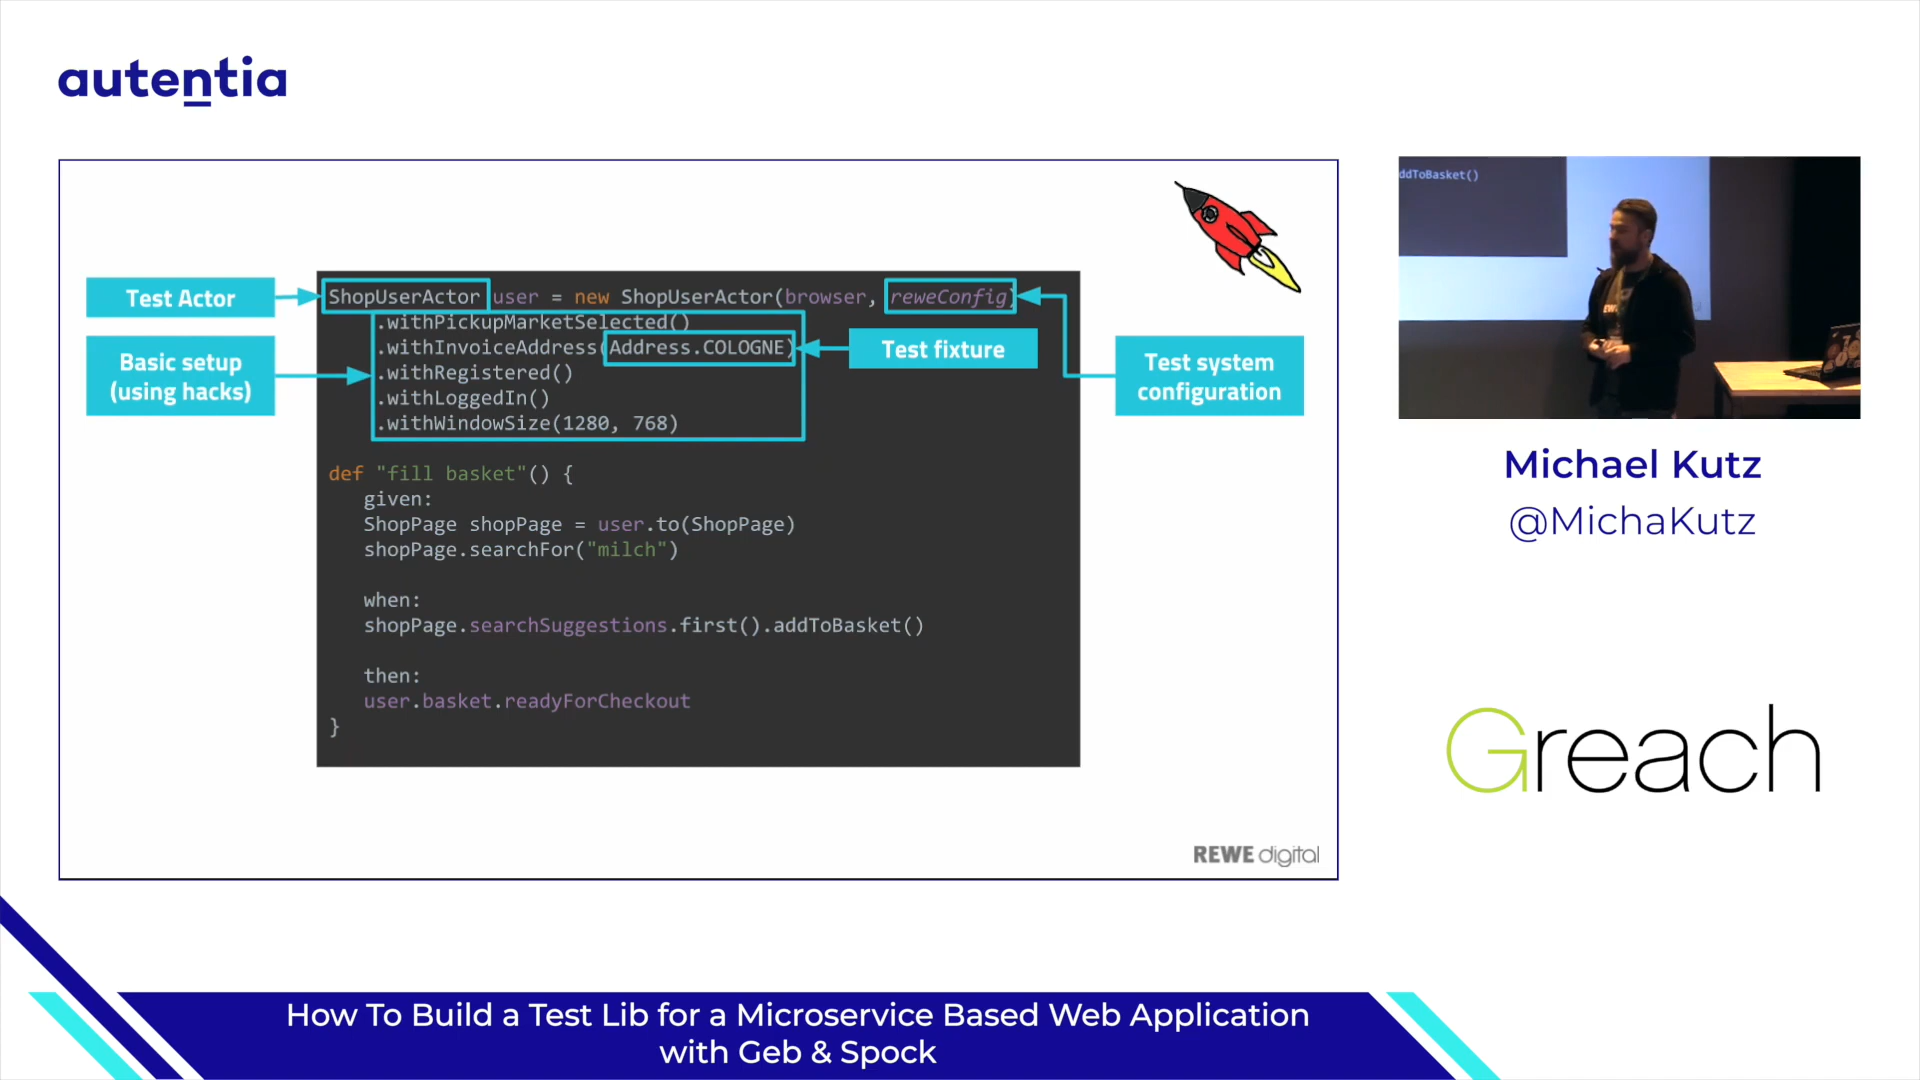 autentia
Test Actor
Basic setup
(using hacks)
ShopUserActor user = new ShopUserActor(browser, reweConfig)
.withPickupMarketSelected()
.withInvoiceAddress(Address.COLOGNE)
.withRegistered()
.withLoggedIn()
.withWindowSize(1280, 768)
Test fixture
Test system
configuration
def "fill basket"() {
given:
ShopPage shopPage = user.to(ShopPage)
shopPage.searchFor("milch")
when:
shopPage.searchSuggestions.first().addToBasket()
then:
user.basket.readyForCheckout
}
REWE digital
ddToBasket()
Michael Kutz
@MichaKutz
Greach
How To Build a Test Lib for a Microservice Based Web Application
with Geb & Spock